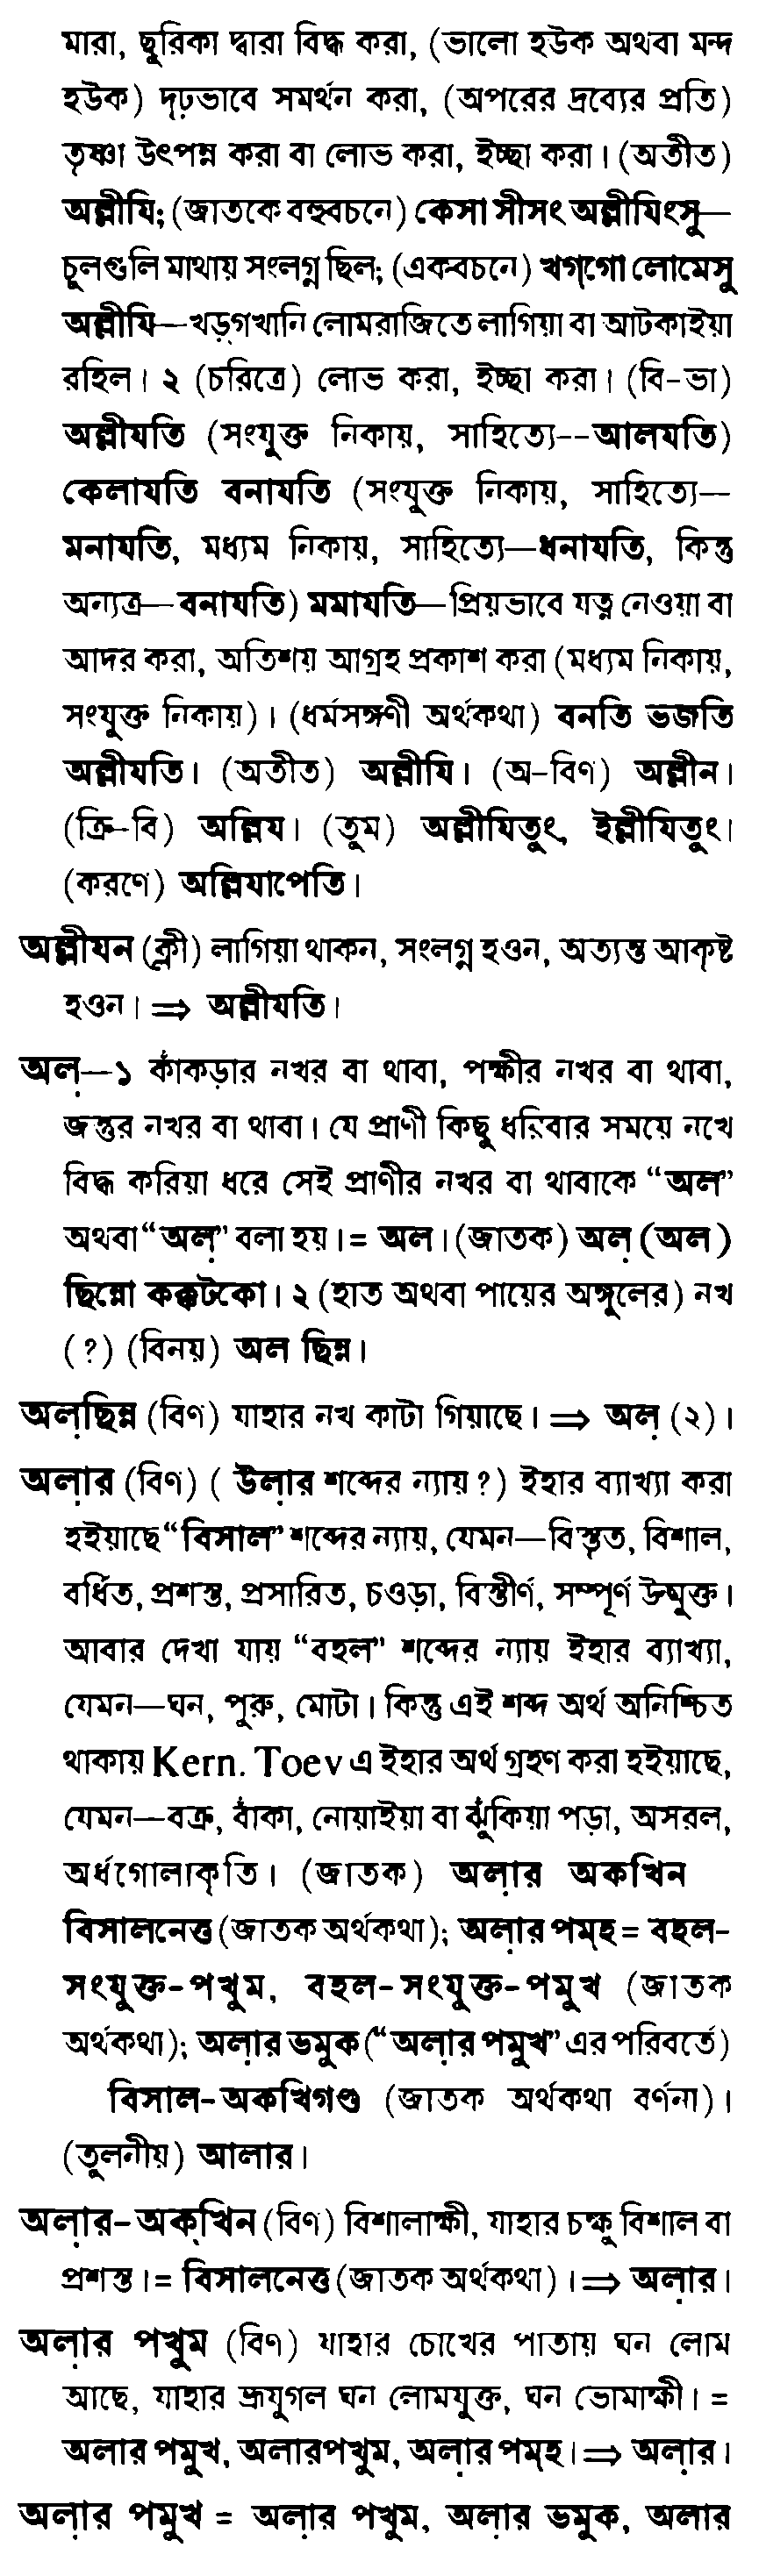 মারা, ছুরিকা দ্বারা বিদ্ধ করা, (ভালো হউক অথবা মন্দ
হউক) দৃঢ়ভাবে সমর্থন করা, (অপরের দ্রব্যের প্রতি)
তৃষ্ণা উৎপন্ন করা বা লোভ করা, ইচ্ছা করা। (অতীত)
অল্লীযি; (জাতকে বহুবচনে) কেসা সীসং অল্লীযিংসু—
চুলগুলি মাথায় সংলগ্ন ছিল; (একবচনে) খগ্‌গো লোমেসু
অল্লীযি—খড়গখানি লোমরাজিতে লাগিয়া বা আটকাইয়া
রহিল। ২ (চরিত্রে) লোভ করা, ইচ্ছা করা। (বি-ভা)
অল্লীযতি (সংযুক্ত নিকায়, সাহিত্যে--আলযতি)
কেলাযতি বনাযতি (সংযুক্ত নিকায়, সাহিত্যে—
মনাযতি, মধ্যম নিকায়, সাহিত্যে—ধনাযতি, কিন্তু
অন্যত্র—বনাযতি) মমাযতি—প্রিয়ভাবে যত্ন নেওয়া বা
আদর করা, অতিশয় আগ্রহ প্রকাশ করা (মধ্যম নিকায়,
সংযুক্ত নিকায়)। (ধর্মসঙ্গণী অর্থকথা) বনতি ভজতি
অল্লীযতি। (অতীত) অল্লীযি। (অ-বিণ) অল্লীন।
(ক্রি-বি) অল্লিয। (তুম) অল্লীযিতুং, ইল্লীযিতুং।
(করণে) অল্লিযাপেতি।
অল্লীযন (ক্লী) লাগিয়া থাকন, সংলগ্ন হওন, অত্যন্ত আকৃষ্ট
হওন। ⇒ অল্লীযতি।
অল়—১ কাঁকড়ার নখর বা থাবা, পক্ষীর নখর বা থাবা,
জন্তুর নখর বা থাবা। যে প্রাণী কিছু ধরিবার সময়ে নখে
বিদ্ধ করিয়া ধরে সেই প্রাণীর নখর বা থাবাকে “অল”
অথবা “অল়” বলা হয়। = অল। (জাতক) অল় (অল)
ছিন্নো কক্কটকো। ২ (হাত অথবা পায়ের অঙ্গুলের) নখ
(?) (বিনয়) অল ছিন্ন।
অল়ছিন্ন (বিণ) যাহার নখ কাটা গিয়াছে। ⇒ অল় (২)।
অল়ার (বিণ) ( উল়ার শব্দের ন্যায় ?) ইহার ব্যাখ্যা করা
হইয়াছে “বিসাল” শব্দের ন্যায়, যেমন—বিস্তৃত, বিশাল,
বর্ধিত, প্রশস্ত, প্রসারিত, চওড়া, বিস্তীর্ণ, সম্পূর্ণ উন্মুক্ত।
আবার দেখা যায় “বহল” শব্দের ন্যায় ইহার ব্যাখ্যা,
যেমন—ঘন, পুরু, মোটা। কিন্তু এই শব্দ অর্থ অনিশ্চিত
থাকায় Kern. Toev এ ইহার অর্থ গ্রহণ করা হইয়াছে,
যেমন—বক্র, বাঁকা, নোয়াইয়া বা ঝুঁকিয়া পড়া, অসরল,
অর্ধগোলাকৃতি। (জাতক) অল়ার অকখিন
বিসালনেত্ত (জাতক অর্থকথা); অল়ার পম্‌হ = বহল-
সংযুক্ত-পখুম, বহল-সংযুক্ত-পমুখ (জাতক
অর্থকথা); অল়ার ভমুক (“অল়ার পমুখ” এর পরিবর্তে)
বিসাল-অকখিগণ্ড (জাতক অর্থকথা বর্ণনা)।
(তুলনীয়) আলার।
অল়ার-অক্‌খিন (বিণ) বিশালাক্ষী, যাহার চক্ষু বিশাল বা
প্রশস্ত। = বিসালনেত্ত (জাতক অর্থকথা)। ⇒ অল়ার।
অল়ার পখুম (বিণ) যাহার চোখের পাতায় ঘন লোম
আছে, যাহার ভ্রূযুগল ঘন লোমযুক্ত, ঘন ভোমাক্ষী। =
অলার পমুখ, অলারপখুম, অল়ার পম্‌হ। ⇒ অল়ার।
অল়ার পমুখ = অল়ার পখুম, অল়ার ভমুক, অলার